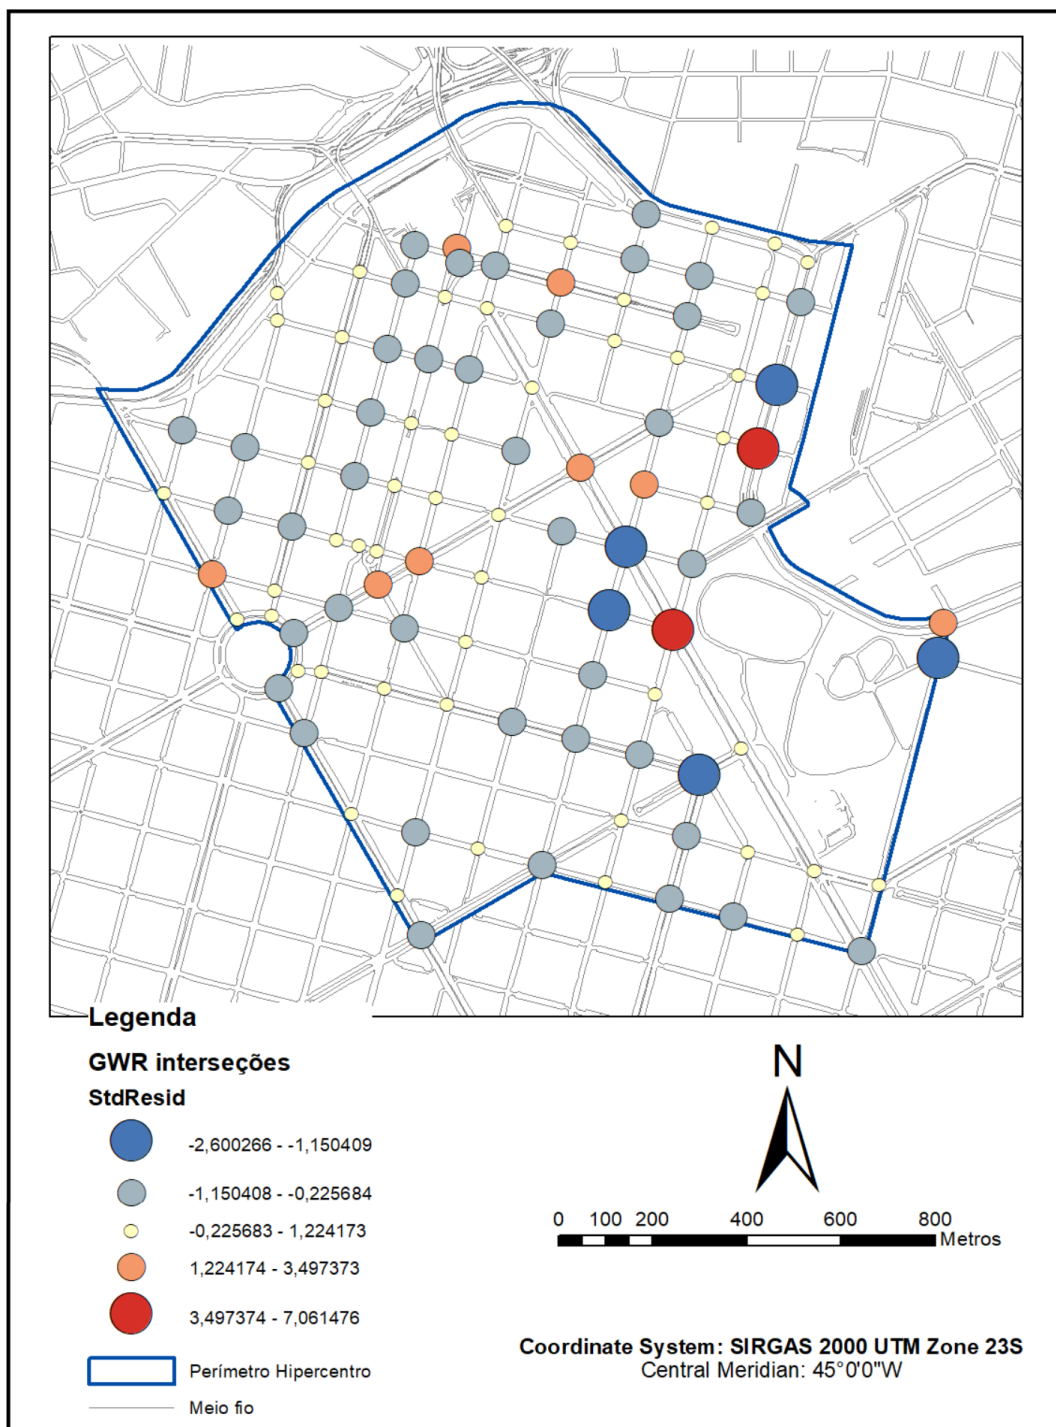 Legenda
GWR interseções
StdResid
-2,600266 - -1,150409
-1,150408 - -0,225684
-0,225683 - 1,224173
1,224174 - 3,497373
3,497374 - 7,061476
Perímetro Hipercentro
Meio fio
N
0 100 200 400 600 800
Metros
Coordinate System: SIRGAS 2000 UTM Zone 23S
Central Meridian: 45°0'0"W